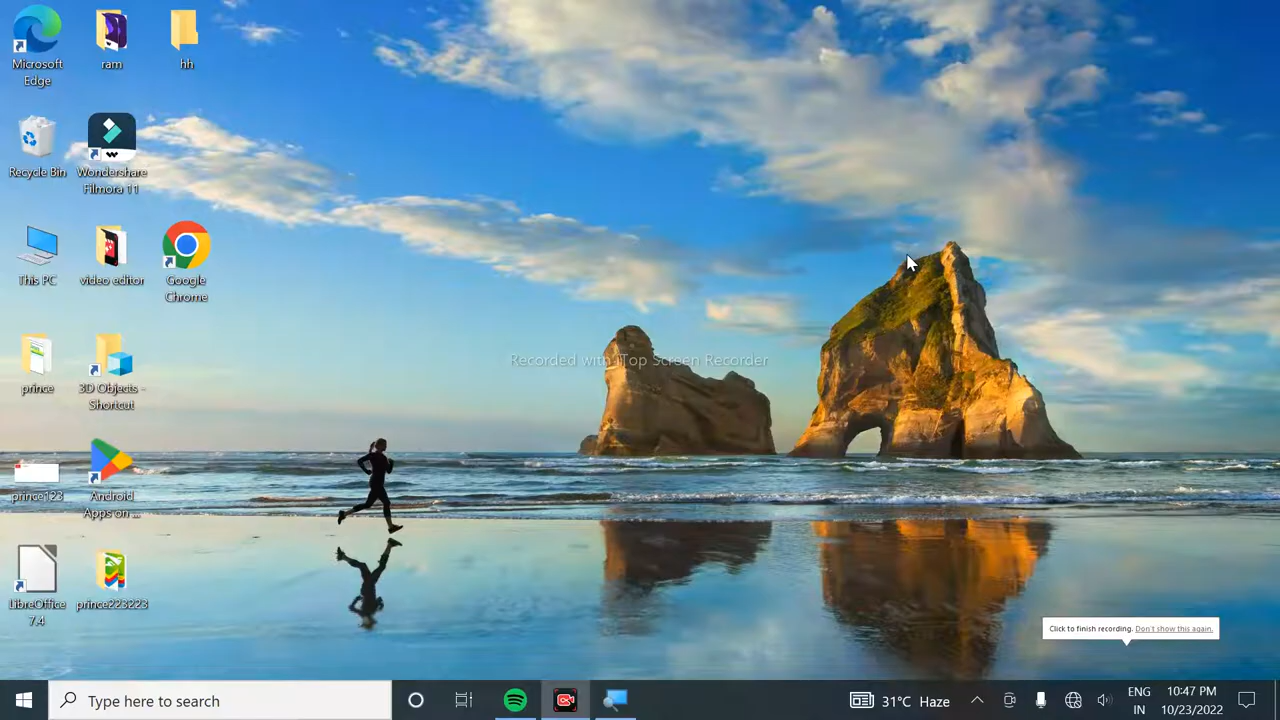 Microsoft
Edge
ram
hh
Recycle Bin
Wondershare
Filmora 11
This PC
video editor
Google
Chrome
prince
3D Objects -
Shortcut
prince123
Android
Apps on ...
LibreOffice
7.4
prince223223
Recorded with iTop Screen Recorder
Click to finish recording. Don't show this again.
Type here to search
31°C Haze
ENG
IN
10:47 PM
10/23/2022